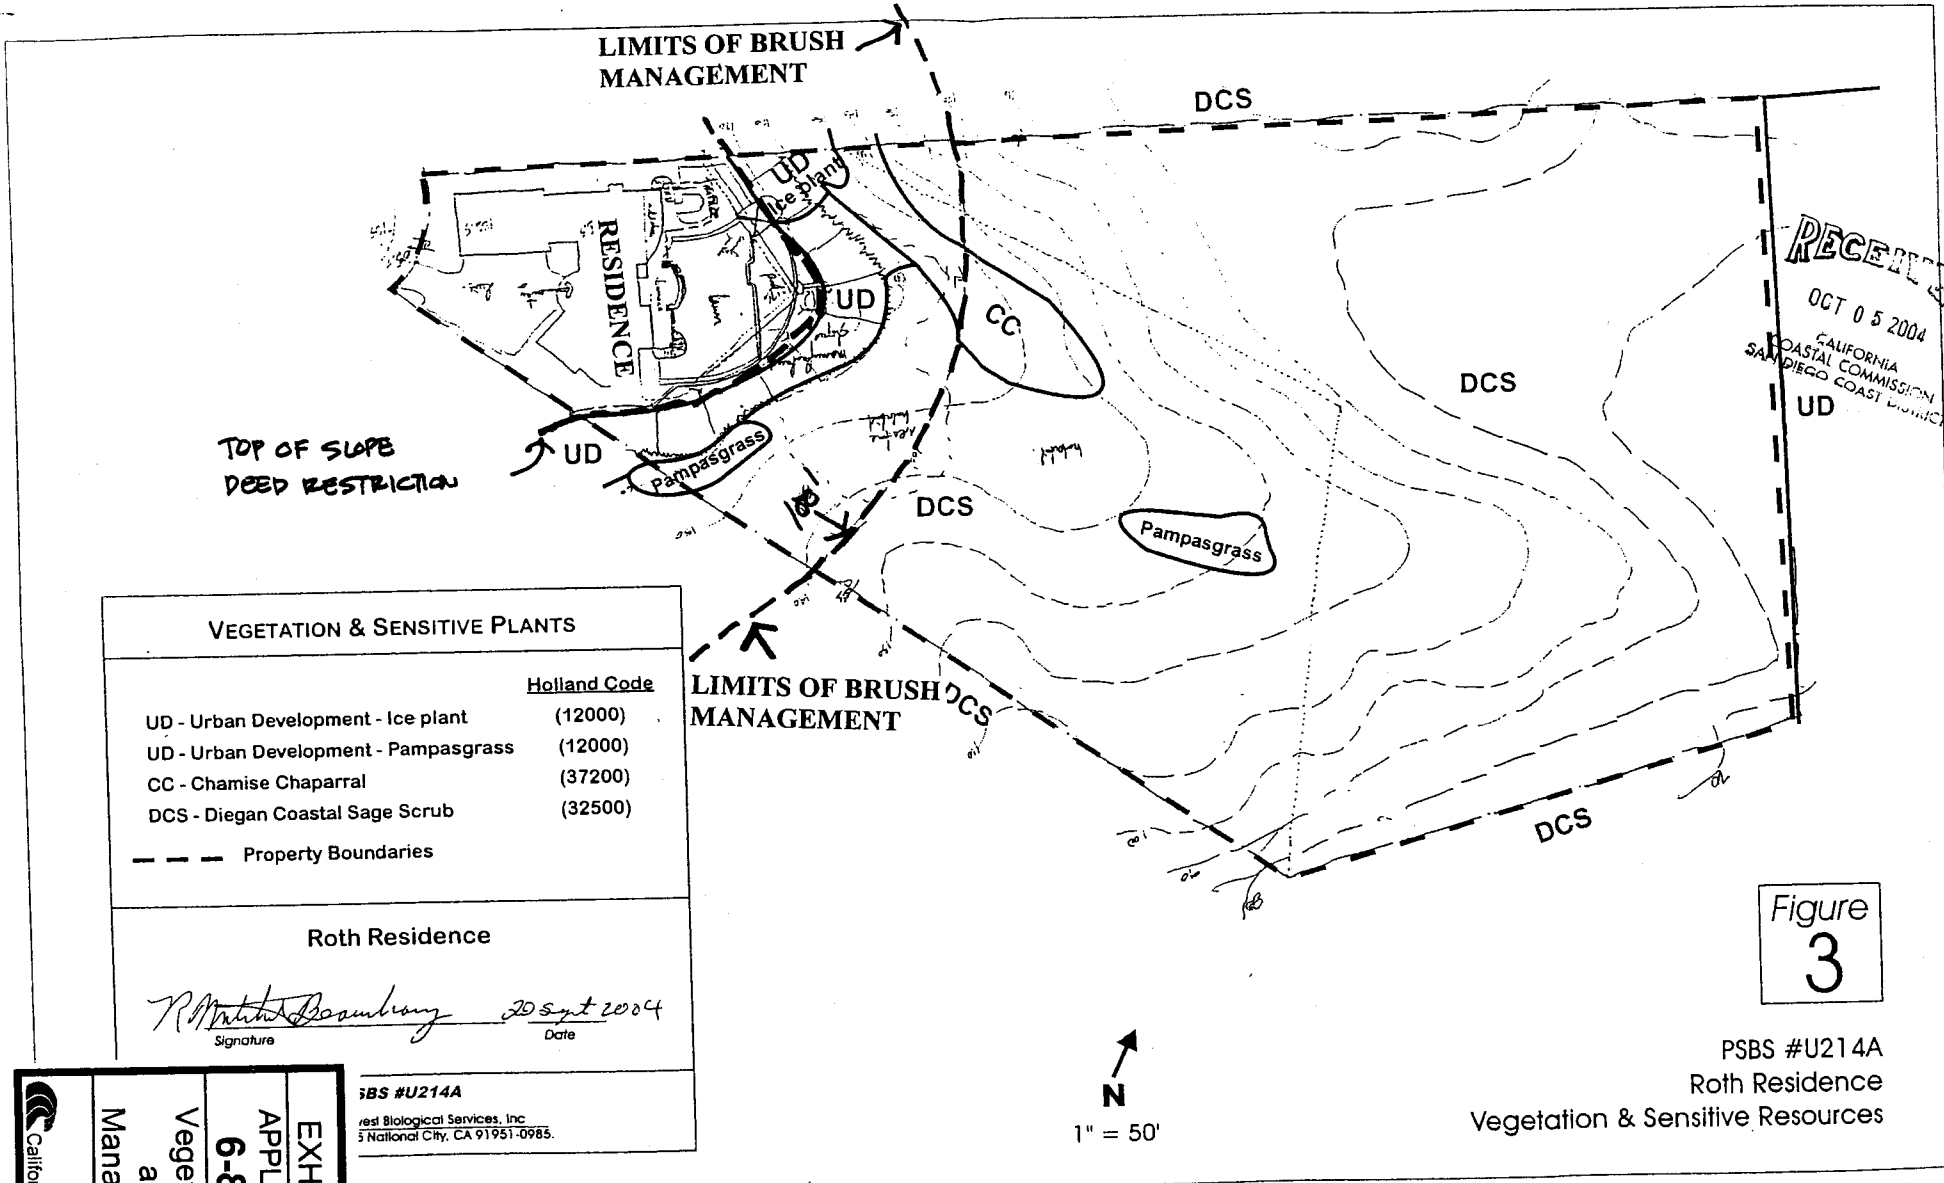 LIMITS OF BRUSH
MANAGEMENT
DCS
UD
Ice plant
RESIDENCE
UD
CC
DCS
RECEIVE
OCT 0 5 2004
CALIFORNIA
COASTAL COMMISSION
SAN DIEGO COAST DISTRICT
UD
TOP OF SLOPE
DEED RESTRICTION
UD
Pampasgrass
habitat
DCS
Pampasgrass
LIMITS OF BRUSH
MANAGEMENT
DCS
DCS
VEGETATION & SENSITIVE PLANTS
Holland Code
UD - Urban Development - Ice plant (12000)
UD - Urban Development - Pampasgrass (12000)
CC - Chamise Chaparral (37200)
DCS - Diegan Coastal Sage Scrub (32500)
Property Boundaries
Roth Residence
20 Sept 2004
Signature
Date
SBS #U214A
vest Biological Services, Inc
5 National City, CA 91951-0985.
EXH
APPL
6-8
Vege
a
Mana
Califor
N
1" = 50'
Figure
3
PSBS #U214A
Roth Residence
Vegetation & Sensitive Resources